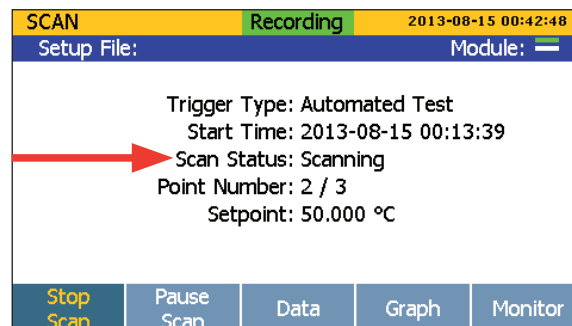 SCAN Recording 2013-08-15 00:42:48
Setup File: Module:
Trigger Type: Automated Test
Start Time: 2013-08-15 00:13:39
Scan Status: Scanning
Point Number: 2 / 3
Setpoint: 50.000 °C
Stop Scan Pause Scan Data Graph Monitor